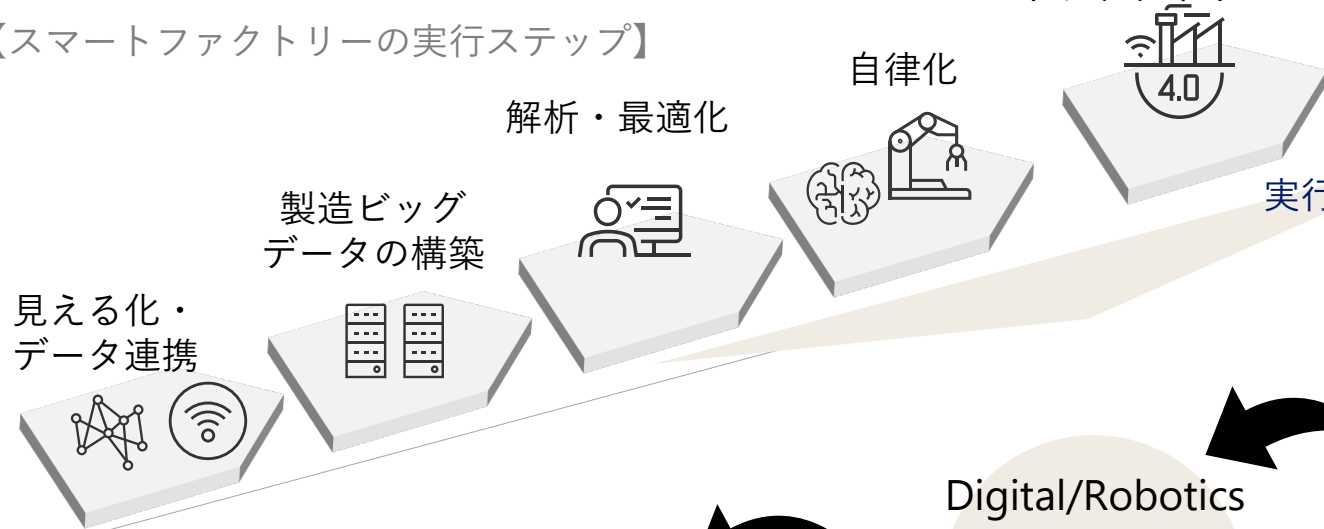 【スマートファクトリーの実行ステップ】
自律化
4.0
解析・最適化
製造ビッグ
データの構築
実行
見える化・
データ連携
Digital/Robotics